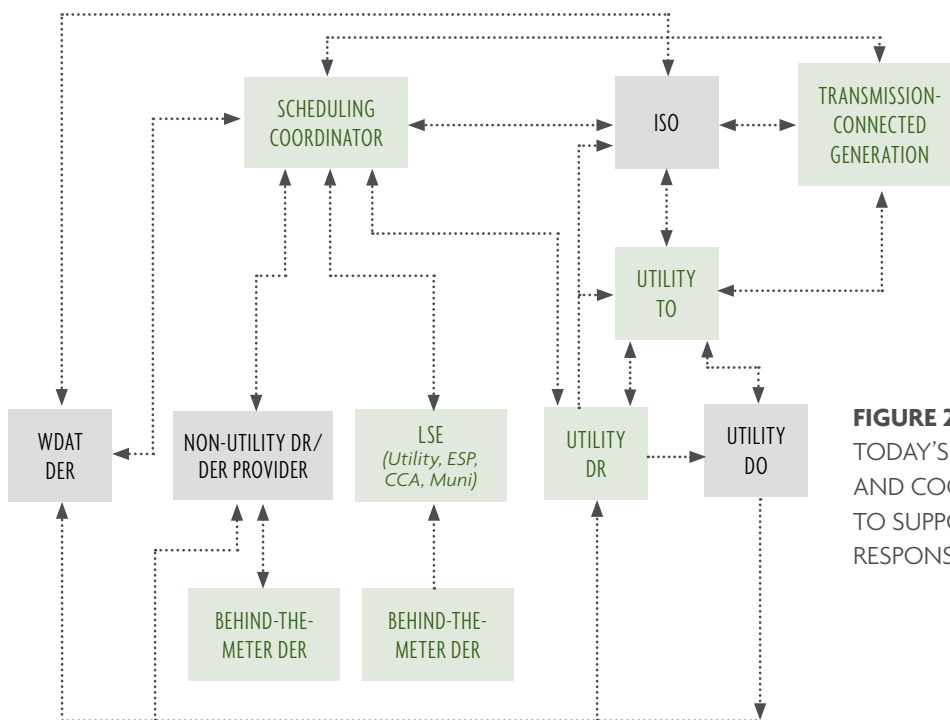 SCHEDULING
COORDINATOR
ISO
TRANSMISSION-
CONNECTED
GENERATION
UTILITY
TO
WDAT
DER
NON-UTILITY DR/
DER PROVIDER
LSE
(Utility, ESP,
CCA, Muni)
UTILITY
DR
UTILITY
DO
BEHIND-THE-
METER DER
BEHIND-THE-
METER DER
FIGURE 2
TODAY'S
AND COO
TO SUPPO
RESPONS